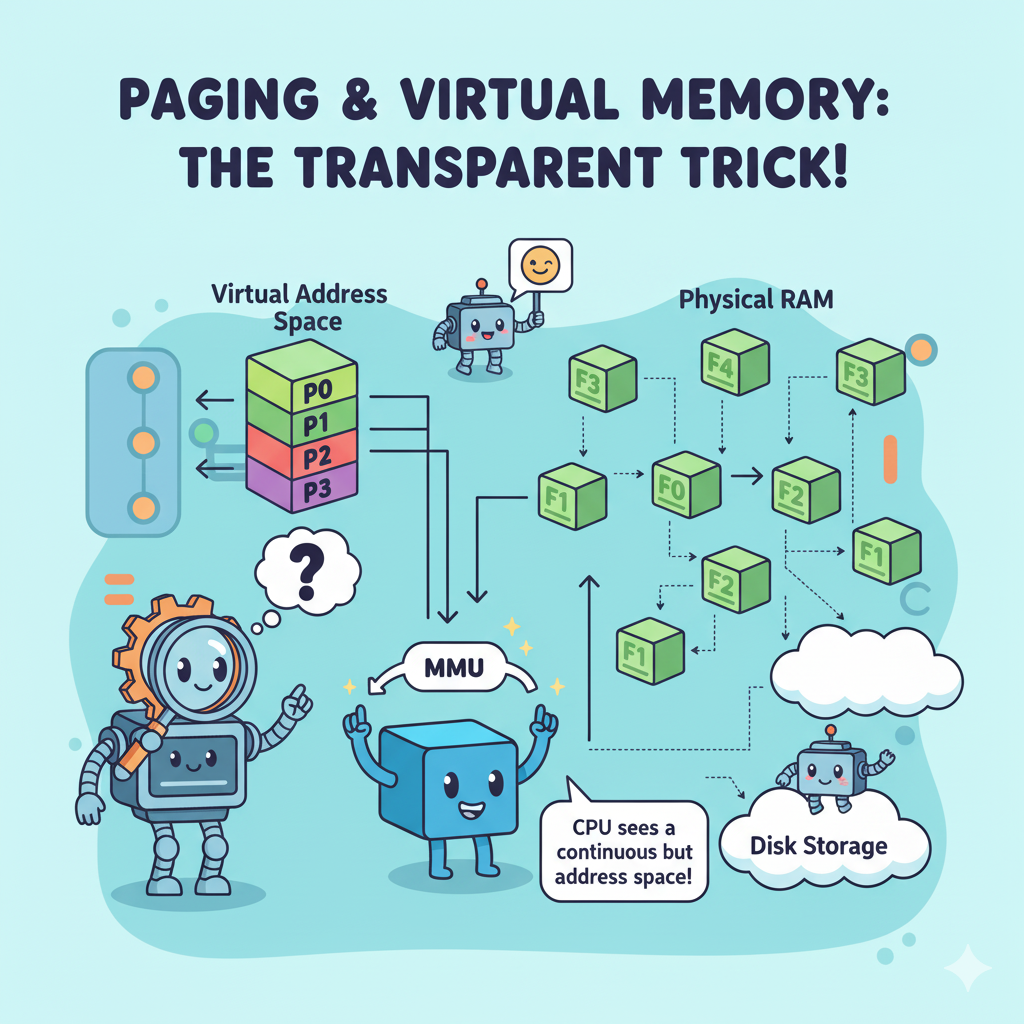 PAGING & VIRTUAL MEMORY:
THE TRANSPARENT TRICK!
Virtual Address
Space
Physical RAM
P0
P1
P2
P3
F3
F4
F3
F1
F0
F2
F1
F2
F1
?
MMU
CPU sees a
continuous but
address space!
Disk Storage